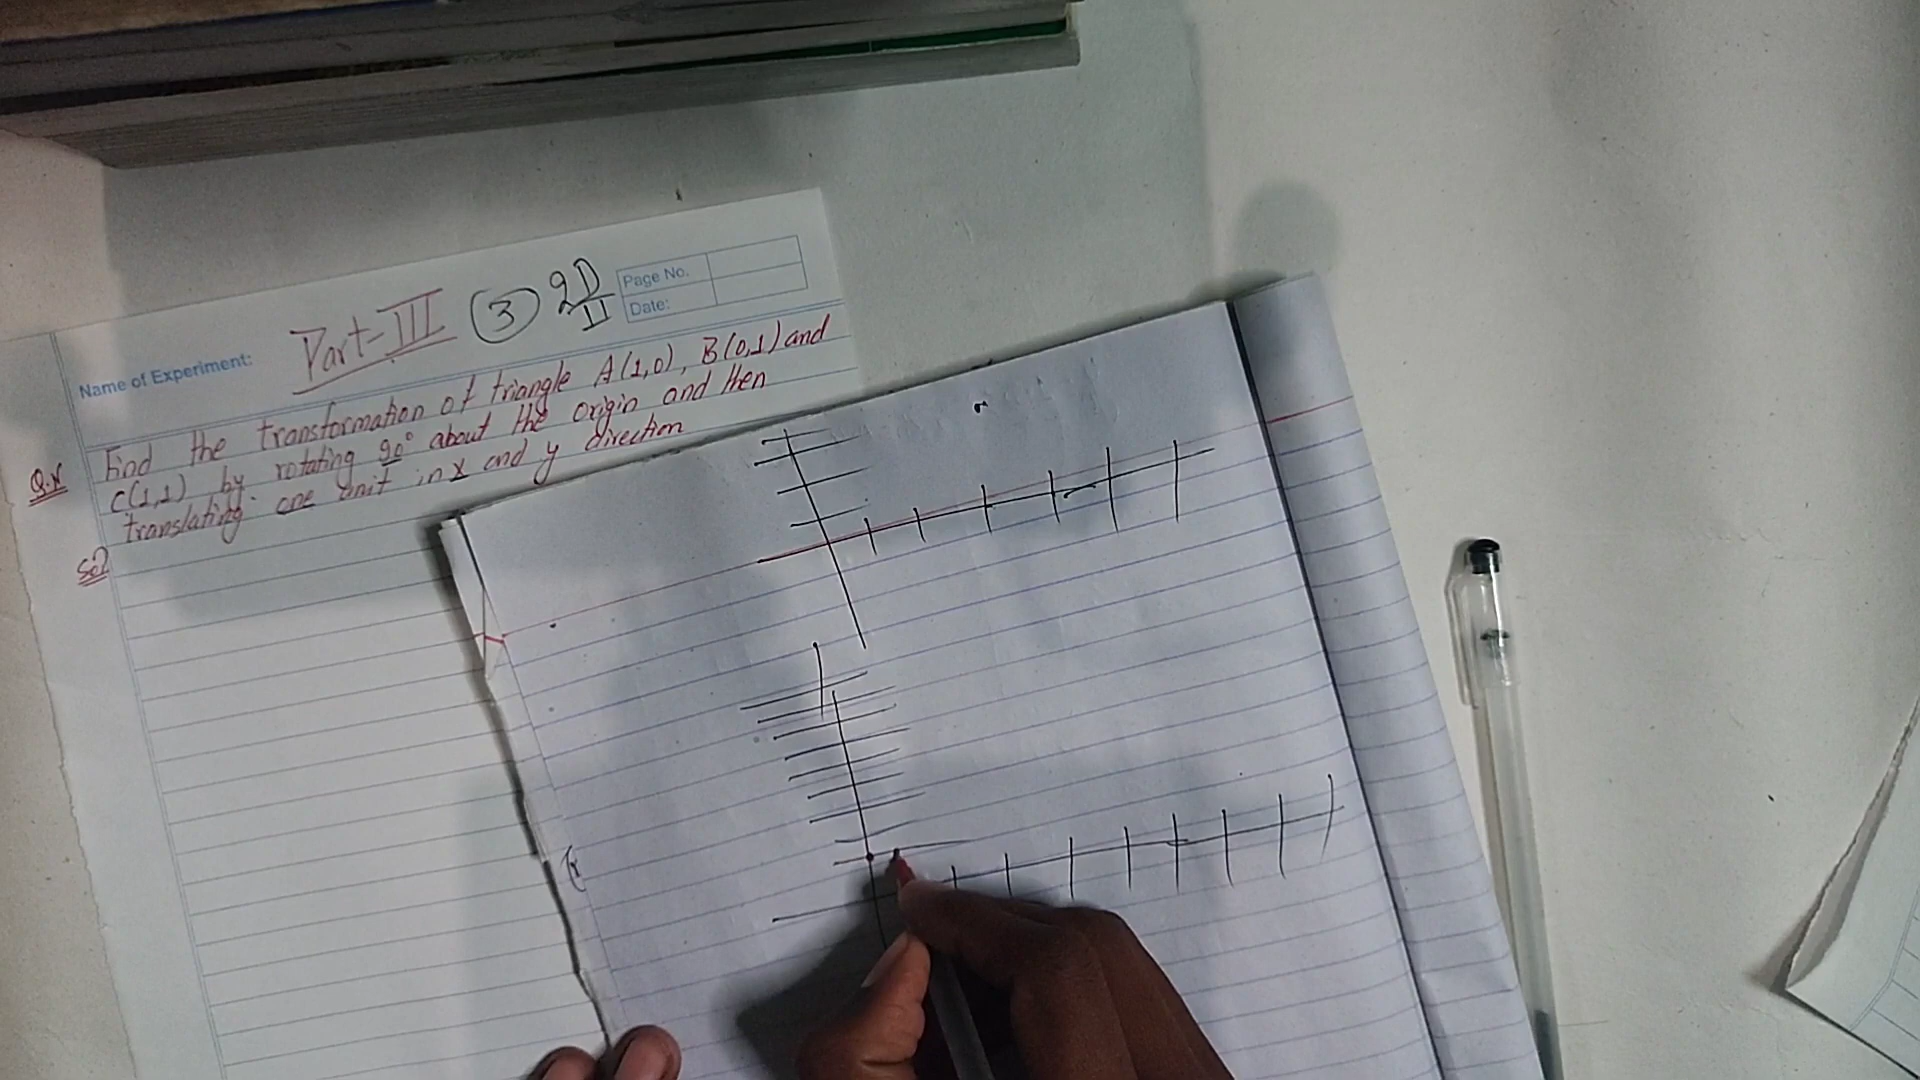 Part-III ③ 2D
II
Page No.
Date:
Name of Experiment:
Q.N Find the transformation of triangle A(1,0), B(0,1) and
C(1,1) by rotating 90° about the origin and then
translating one unit in x and y direction
Sol